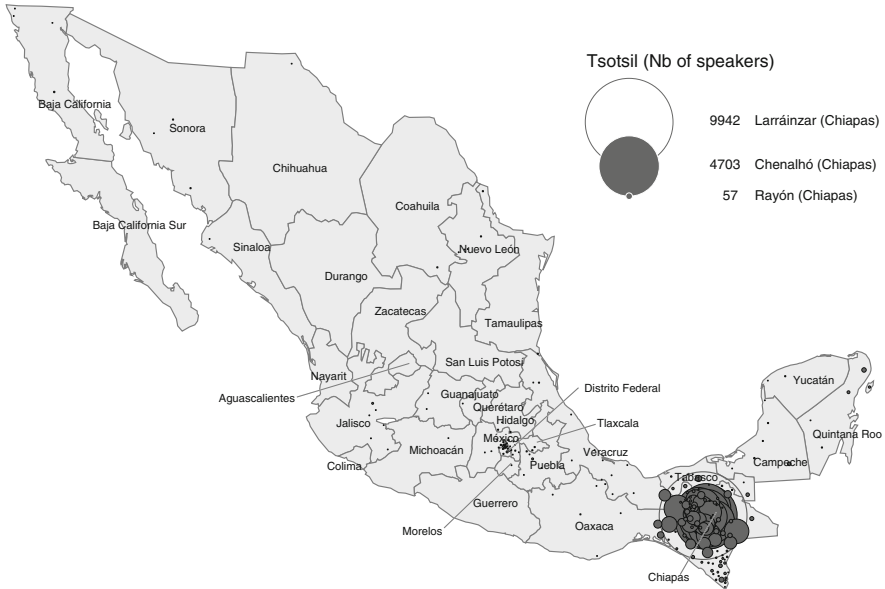 Tsotsil (Nb of speakers)
9942 Larráinzar (Chiapas)
4703 Chenalhó (Chiapas)
57 Rayón (Chiapas)
Baja California
Sonora
Chihuahua
Coahuila
Baja California Sur
Sinaloa
Nuevo León
Durango
Zacatecas
Tamaulipas
San Luis Potosí
Nayarit
Aguascalientes
Guanajuato
Distrito Federal
Yucatán
Querétaro
Hidalgo
Jalisco
Tlaxcala
México
Quintana Roo
Michoacán
Veracruz
Colima
Puebla
Campeche
Tabasco
Guerrero
Morelos
Oaxaca
Chiapas